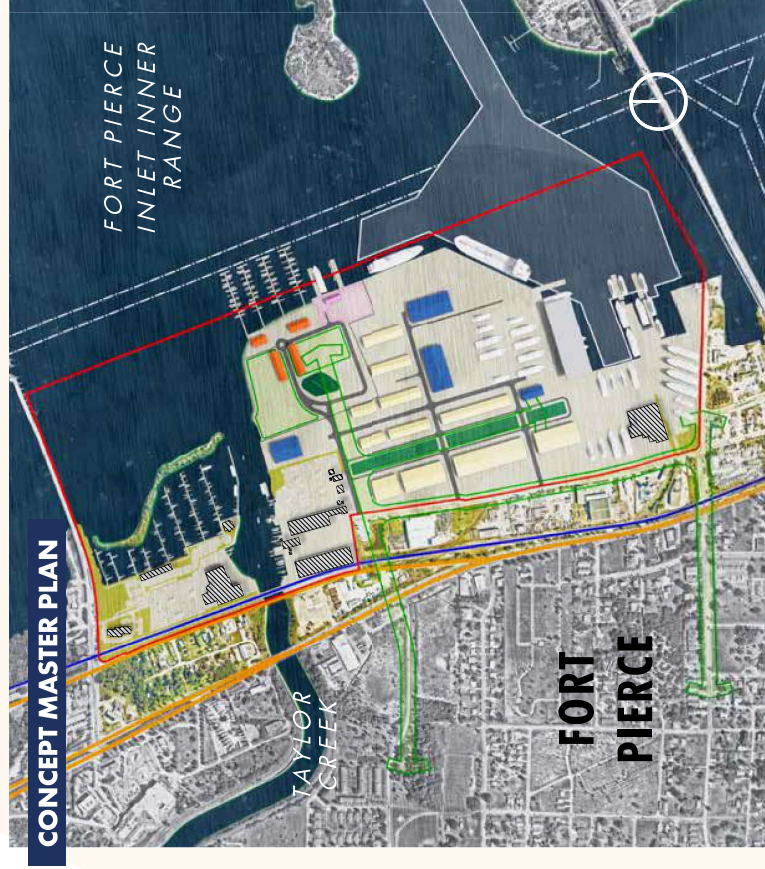 CONCEPT MASTER PLAN
FORT PIERCE
INLET INNER
RANGE
TAYLOR
CREEK
FORT
PIERCE